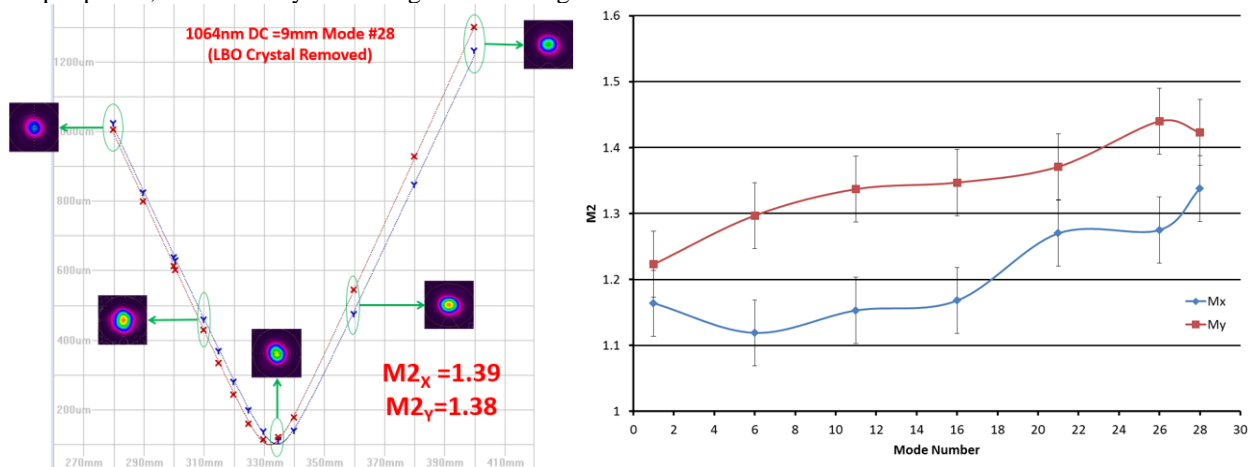 1064nm DC =9mm Mode #28
(LBO Crystal Removed)
1200um
800um
600um
400um
200um
M2X =1.39
M2Y=1.38
270mm 290mm 310mm 330mm 350mm 370mm 390mm 410mm
1.6
1.5
1.4
1.3
1.2
1.1
1
M2
Mx
My
0 2 4 6 8 10 12 14 16 18 20 22 24 26 28 30
Mode Number